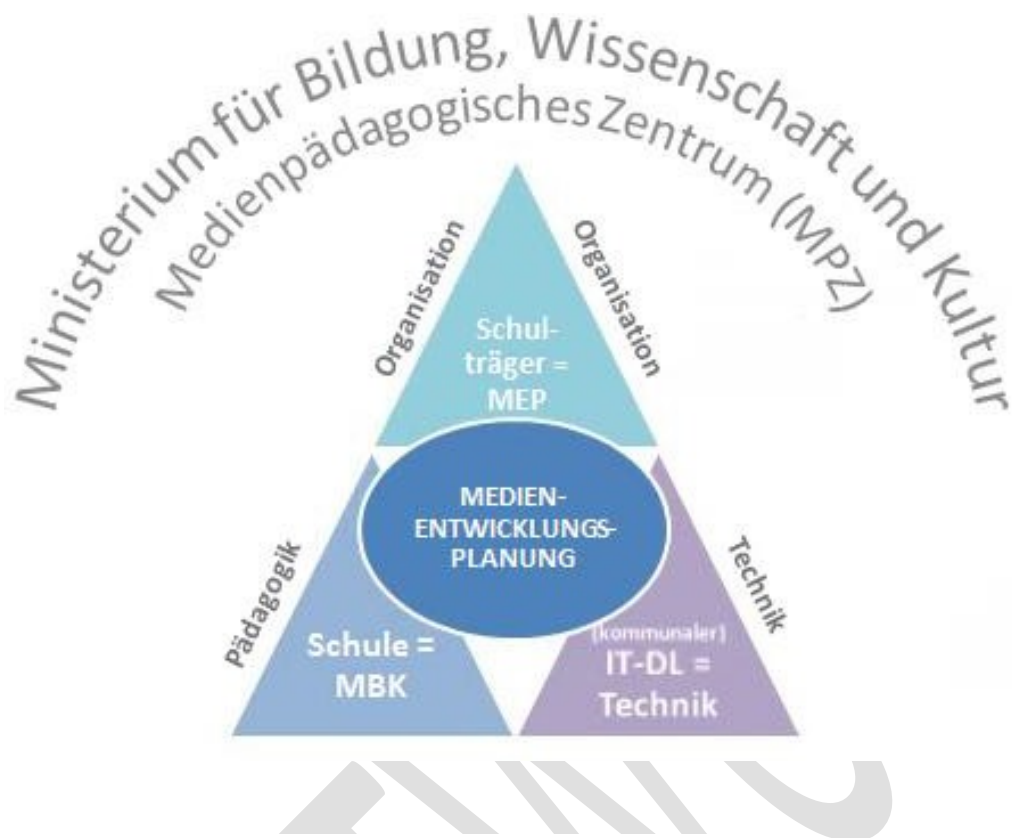 Ministerium für Bildung, Wissenschaft und Kultur
Medienpädagogisches Zentrum (MPZ)
Organisation
Organisation
Schul-
träger =
MEP
MEDIEN-
ENTWICKLUNGS-
PLANUNG
Pädagogik
Technik
Schule =
MBK
(kommunaler)
IT-DL =
Technik